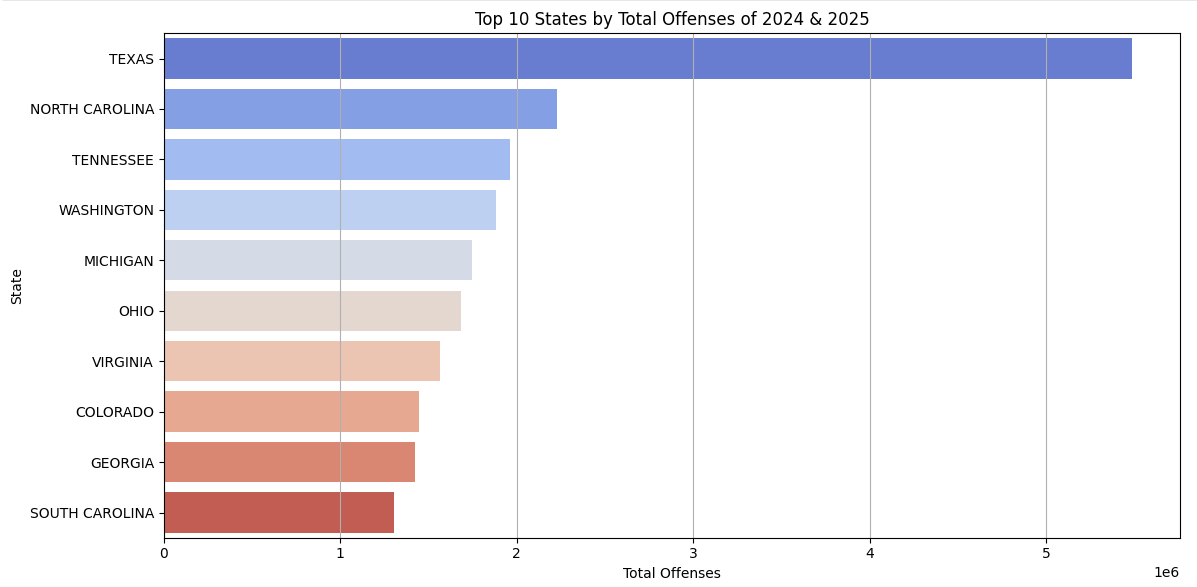 Top 10 States by Total Offenses of 2024 & 2025
State
TEXAS
NORTH CAROLINA
TENNESSEE
WASHINGTON
MICHIGAN
OHIO
VIRGINIA
COLORADO
GEORGIA
SOUTH CAROLINA
0 1 2 3 4 5
1e6
Total Offenses